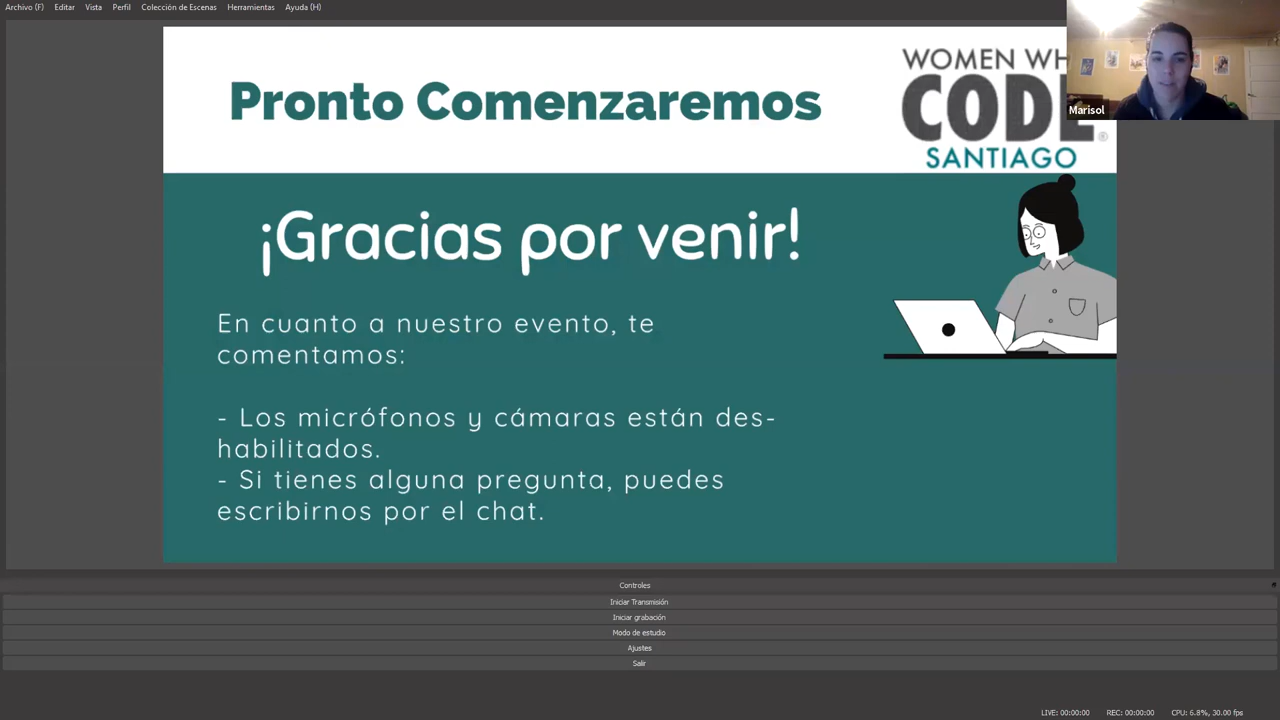 Archivo (F) Editar Vista Perfil Colección de Escenas Herramientas Ayuda (H)
Pronto Comenzaremos
WOMEN WH
CODE
®
SANTIAGO
Marisol
¡Gracias por venir!
En cuanto a nuestro evento, te
comentamos:
- Los micrófonos y cámaras están des-
habilitados.
- Si tienes alguna pregunta, puedes
escribirnos por el chat.
Controles
Iniciar Transmisión
Iniciar grabación
Modo de estudio
Ajustes
Salir
LIVE: 00:00:00 REC: 00:00:00 CPU: 6.8%, 30.00 fps